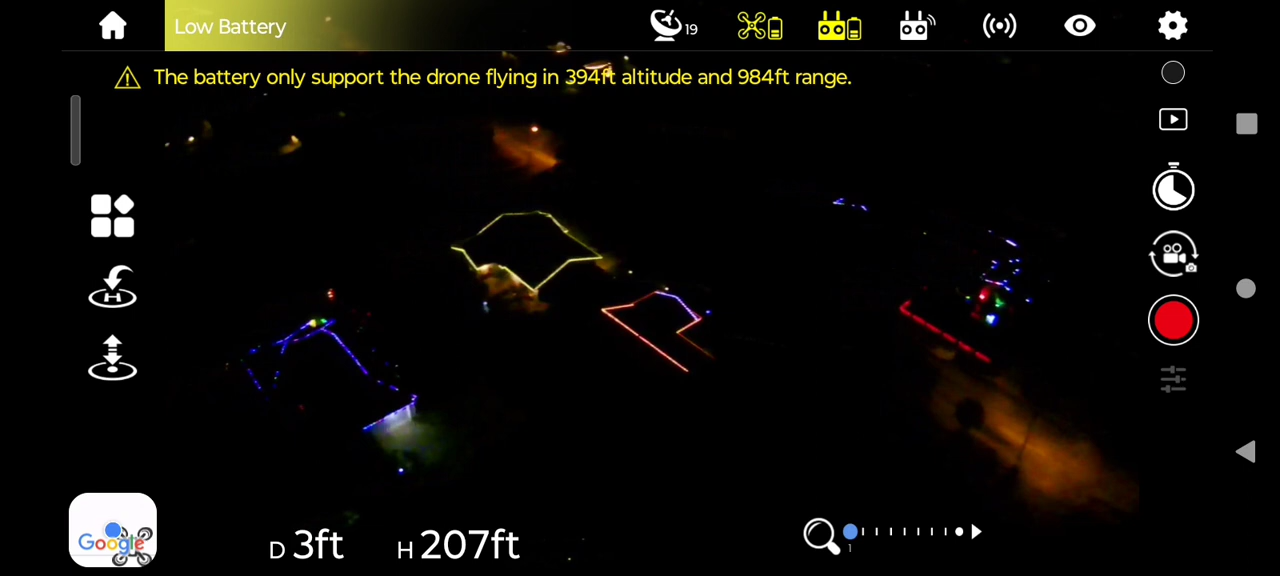 Low Battery
19
The battery only support the drone flying in 394ft altitude and 984ft range.
H
Google
D 3ft H 207ft
1